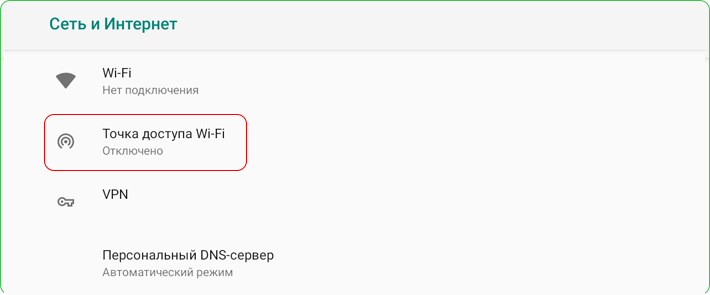 Сеть и Интернет
Wi-Fi
Нет подключения
Точка доступа Wi-Fi
Отключено
VPN
Персональный DNS-сервер
Автоматический режим